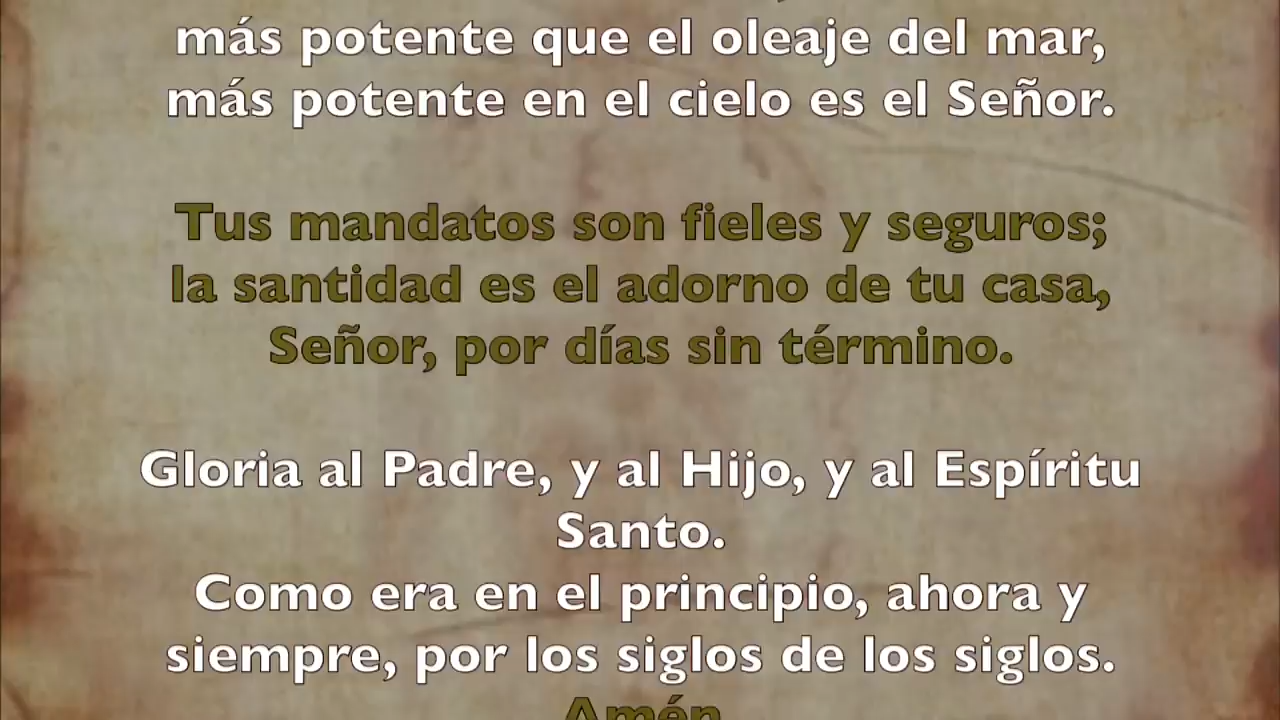 más potente que el oleaje del mar,
más potente en el cielo es el Señor.
Tus mandatos son fieles y seguros;
la santidad es el adorno de tu casa,
Señor, por días sin término.
Gloria al Padre, y al Hijo, y al Espíritu
Santo.
Como era en el principio, ahora y
siempre, por los siglos de los siglos.
Amén